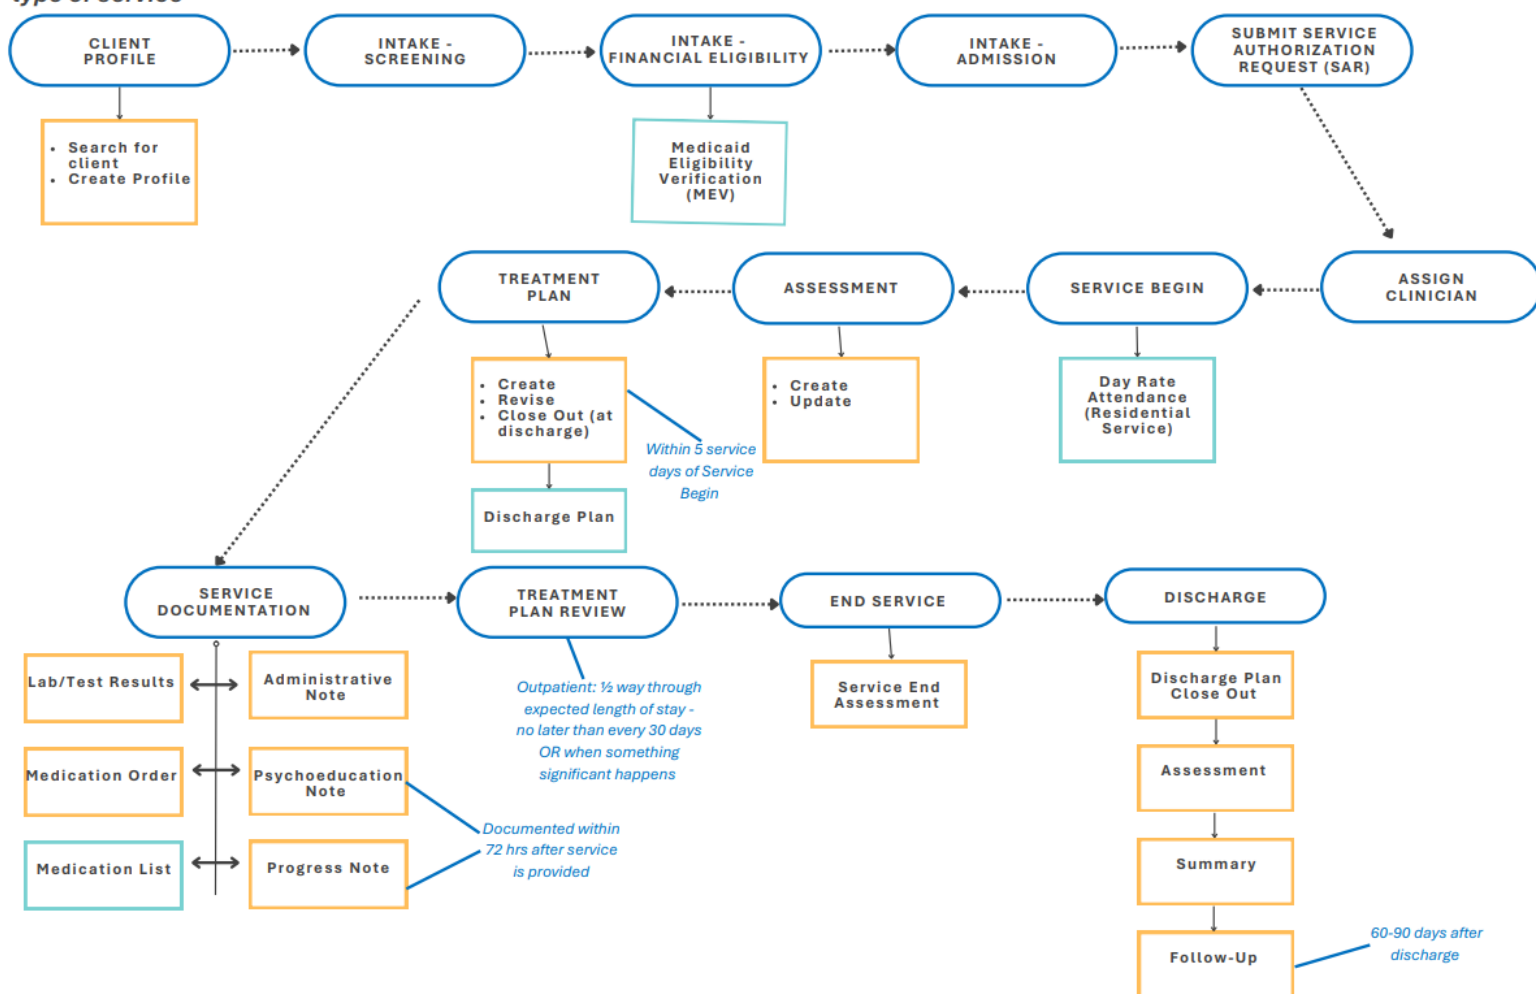 type of service
CLIENT
PROFILE
INTAKE -
SCREENING
INTAKE -
FINANCIAL ELIGIBILITY
INTAKE -
ADMISSION
SUBMIT SERVICE
AUTHORIZATION
REQUEST (SAR)
• Search for
client
• Create Profile
Medicaid
Eligibility
Verification
(MEV)
TREATMENT
PLAN
ASSESSMENT
SERVICE BEGIN
ASSIGN
CLINICIAN
• Create
• Revise
• Close Out (at
discharge)
Within 5 service
days of Service
Begin
• Create
• Update
Day Rate
Attendance
(Residential
Service)
Discharge Plan
SERVICE
DOCUMENTATION
TREATMENT
PLAN REVIEW
END SERVICE
DISCHARGE
Lab/Test Results
Administrative
Note
Medication Order
Psychoeducation
Note
Medication List
Progress Note
Outpatient: ½ way through
expected length of stay -
no later than every 30 days
OR when something
significant happens
Documented within
72 hrs after service
is provided
Service End
Assessment
Discharge Plan
Close Out
Assessment
Summary
Follow-Up
60-90 days after
discharge